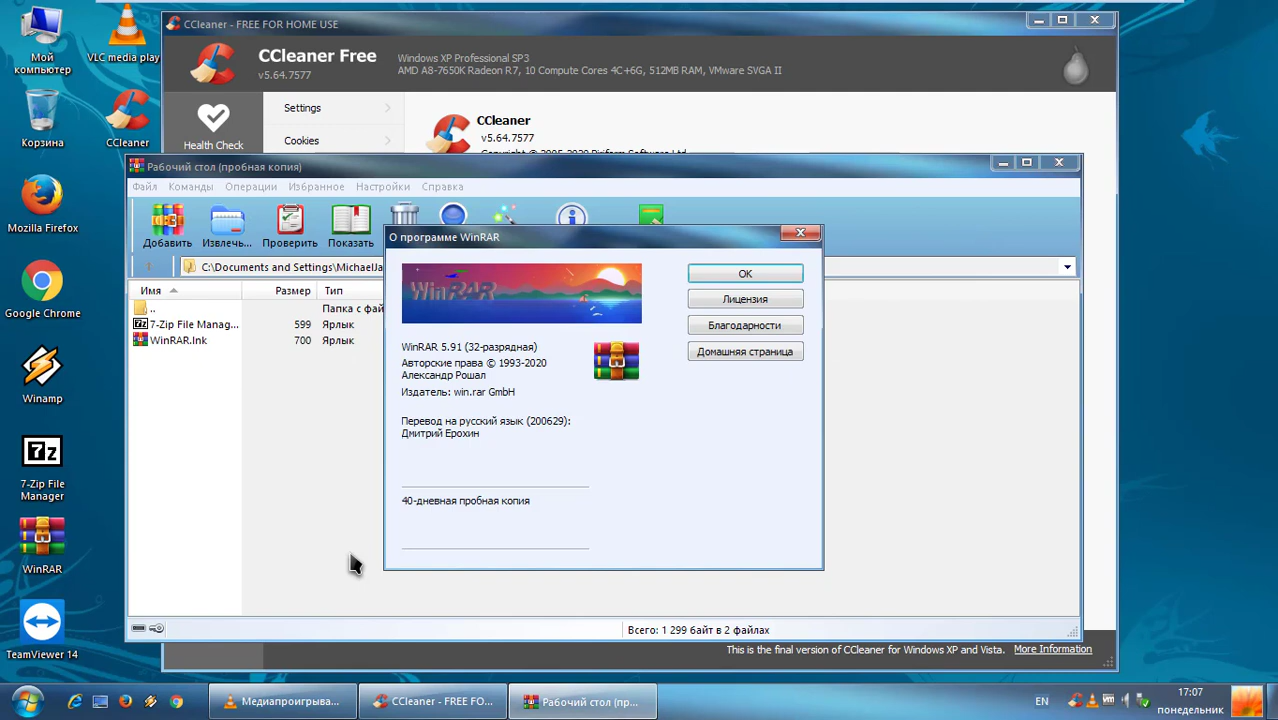 CCleaner - FREE FOR HOME USE
CCleaner Free
v5.64.7577
Windows XP Professional SP3
AMD A8-7650K Radeon R7, 10 Compute Cores 4C+6G, 512MB RAM, VMware SVGA II
Health Check
Settings
Cookies
CCleaner
v5.64.7577
Мой
компьютер
VLC media play
Корзина
CCleaner
Mozilla Firefox
Google Chrome
Winamp
7z
7-Zip File
Manager
WinRAR
TeamViewer 14
Рабочий стол (пробная копия)
Файл
Команды
Операции
Избранное
Настройки
Справка
Добавить
Извлечь...
Проверить
Показать
C:\Documents and Settings\MichaelJa
Имя
Размер
Тип
..
Папка с фай
7z
7-Zip File Manag...
599
Ярлык
WinRAR.lnk
700
Ярлык
О программе WinRAR
WinRAR
WinRAR 5.91 (32-разрядная)
Авторские права © 1993-2020
Александр Рошал
Издатель: win.rar GmbH
Перевод на русский язык (200629):
Дмитрий Ерохин
40-дневная пробная копия
OK
Лицензия
Благодарности
Домашняя страница
Всего: 1 299 байт в 2 файлах
This is the final version of CCleaner for Windows XP and Vista.
More Information
Медиапроигрыва...
CCleaner - FREE FO...
Рабочий стол (пр...
EN
17:07
понедельник